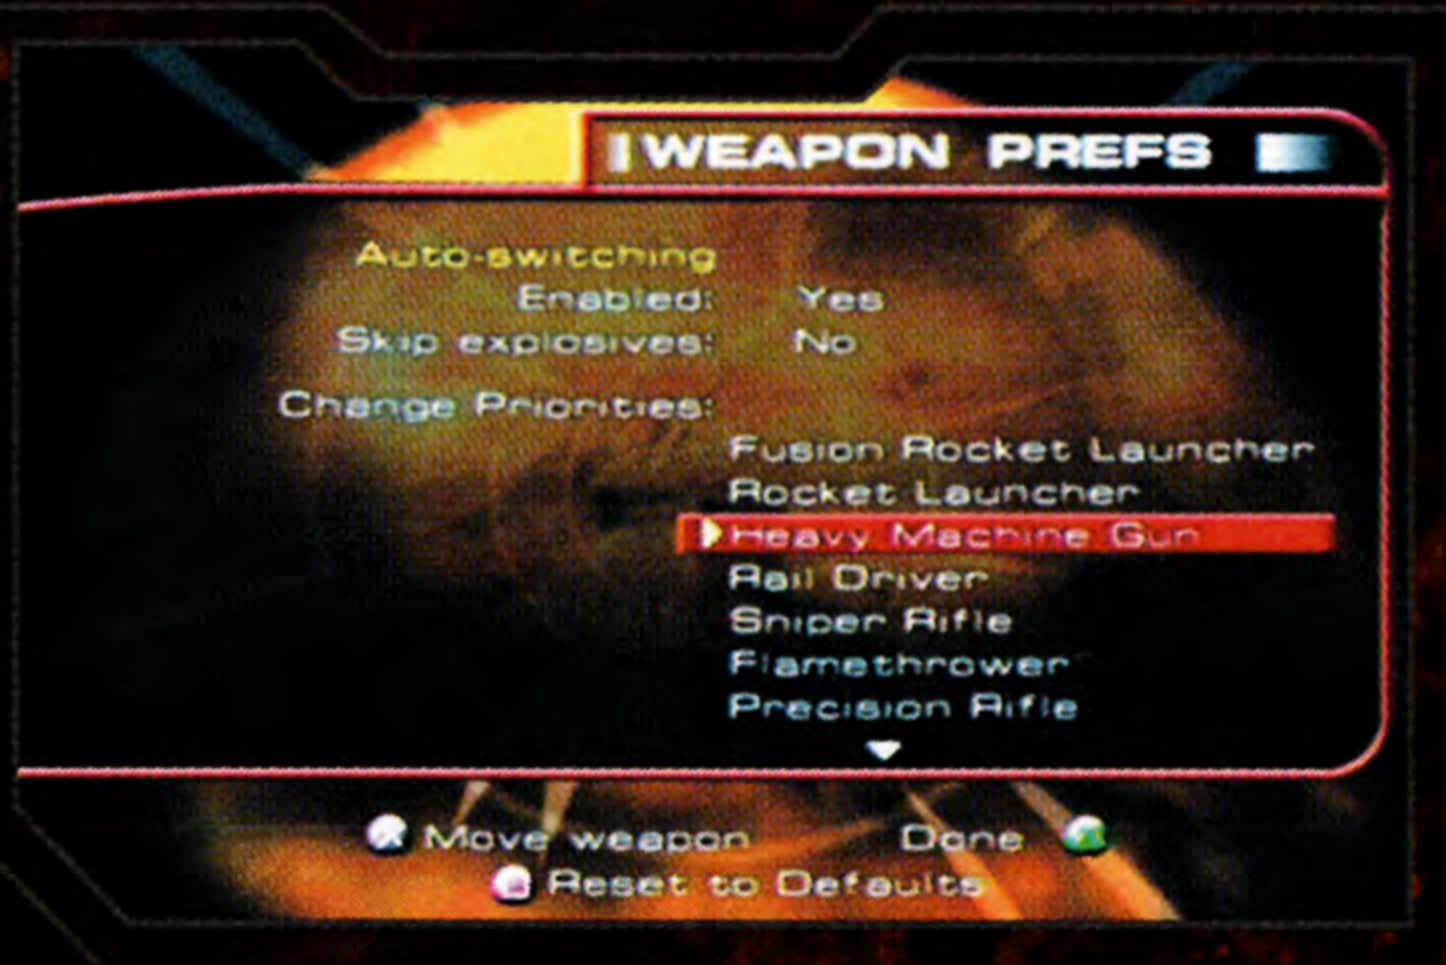 WEAPON PREFS
Auto-switching
Enabled: Yes
Skip explosives: No
Change Priorities:
Fusion Rocket Launcher
Rocket Launcher
Heavy Machine Gun
Rail Driver
Sniper Rifle
Flamethrower
Precision Rifle
Move weapon Done
Reset to Defaults